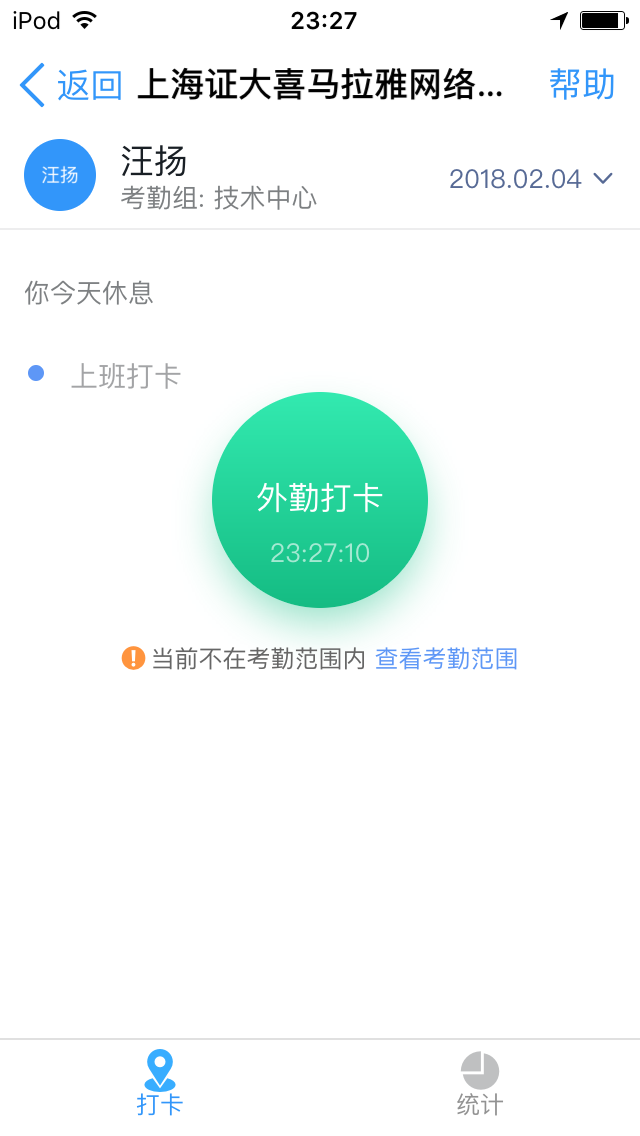 iPod 23:27
返回 上海证大喜马拉雅网络... 帮助
汪扬 汪扬
考勤组: 技术中心
2018.02.04
你今天休息
上班打卡
外勤打卡
23:27:10
当前不在考勤范围内 查看考勤范围
打卡 统计